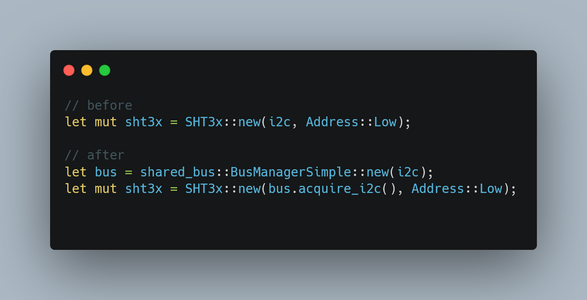 // before
let mut sht3x = SHT3x::new(i2c, Address::Low);
// after
let bus = shared_bus::BusManagerSimple::new(i2c);
let mut sht3x = SHT3x::new(bus.acquire_i2c(), Address::Low);